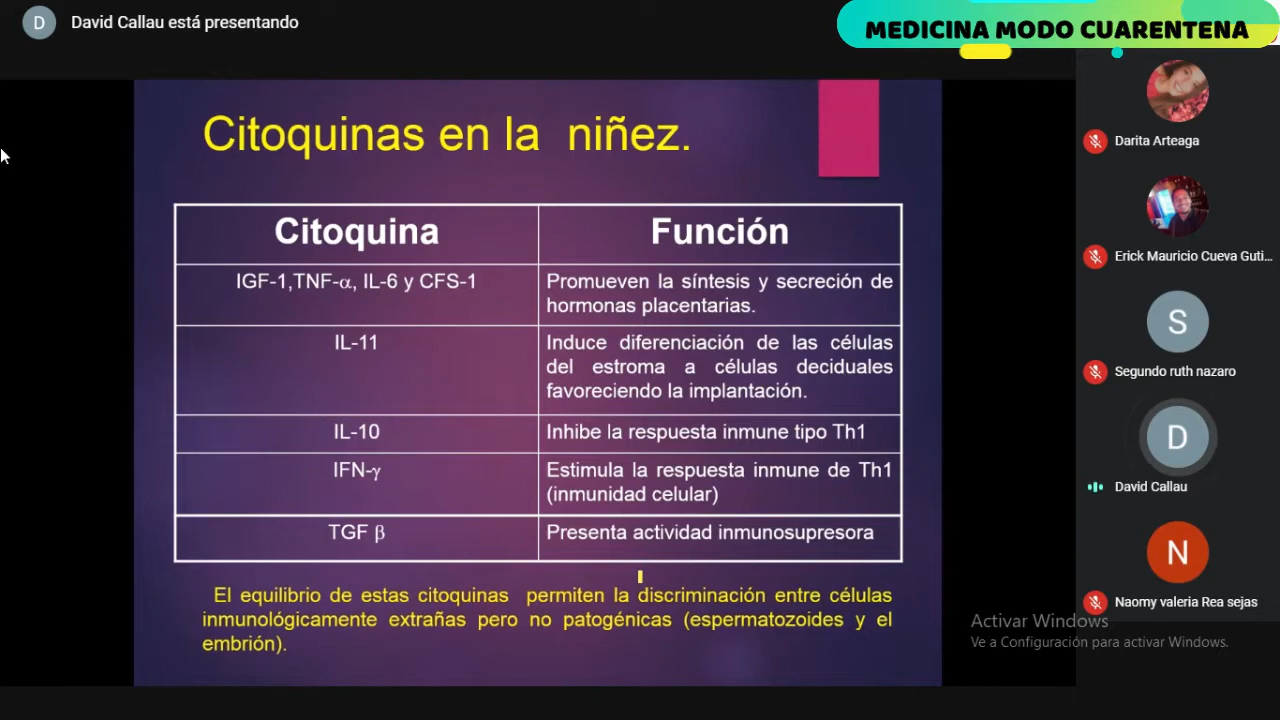 D
David Callau está presentando
MEDICINA MODO CUARENTENA
Citoquinas en la niñez.
Citoquina
Función
IGF-1,TNF-α, IL-6 y CFS-1
Promueven la síntesis y secreción de
hormonas placentarias.
IL-11
Induce diferenciación de las células
del estroma a células deciduales
favoreciendo la implantación.
IL-10
Inhibe la respuesta inmune tipo Th1
IFN-γ
Estimula la respuesta inmune de Th1
(inmunidad celular)
TGF β
Presenta actividad inmunosupresora
El equilibrio de estas citoquinas permiten la discriminación entre células
inmunológicamente extrañas pero no patogénicas (espermatozoides y el
embrión).
Darita Arteaga
Erick Mauricio Cueva Guti...
S
Segundo ruth nazaro
D
David Callau
N
Naomy valeria Rea sejas
Activar Windows
Ve a Configuración para activar Windows.